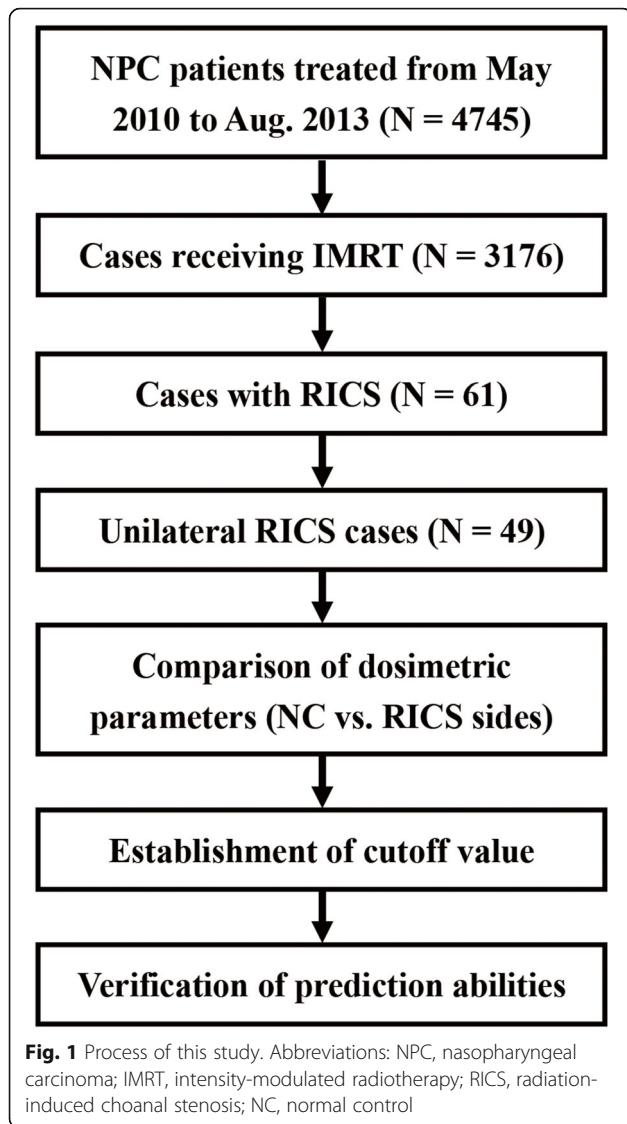 NPC patients treated from May
2010 to Aug. 2013 (N = 4745)
Cases receiving IMRT (N = 3176)
Cases with RICS (N = 61)
Unilateral RICS cases (N = 49)
Comparison of dosimetric
parameters (NC vs. RICS sides)
Establishment of cutoff value
Verification of prediction abilities
Fig. 1 Process of this study. Abbreviations: NPC, nasopharyngeal
carcinoma; IMRT, intensity-modulated radiotherapy; RICS, radiation-
induced choanal stenosis; NC, normal control